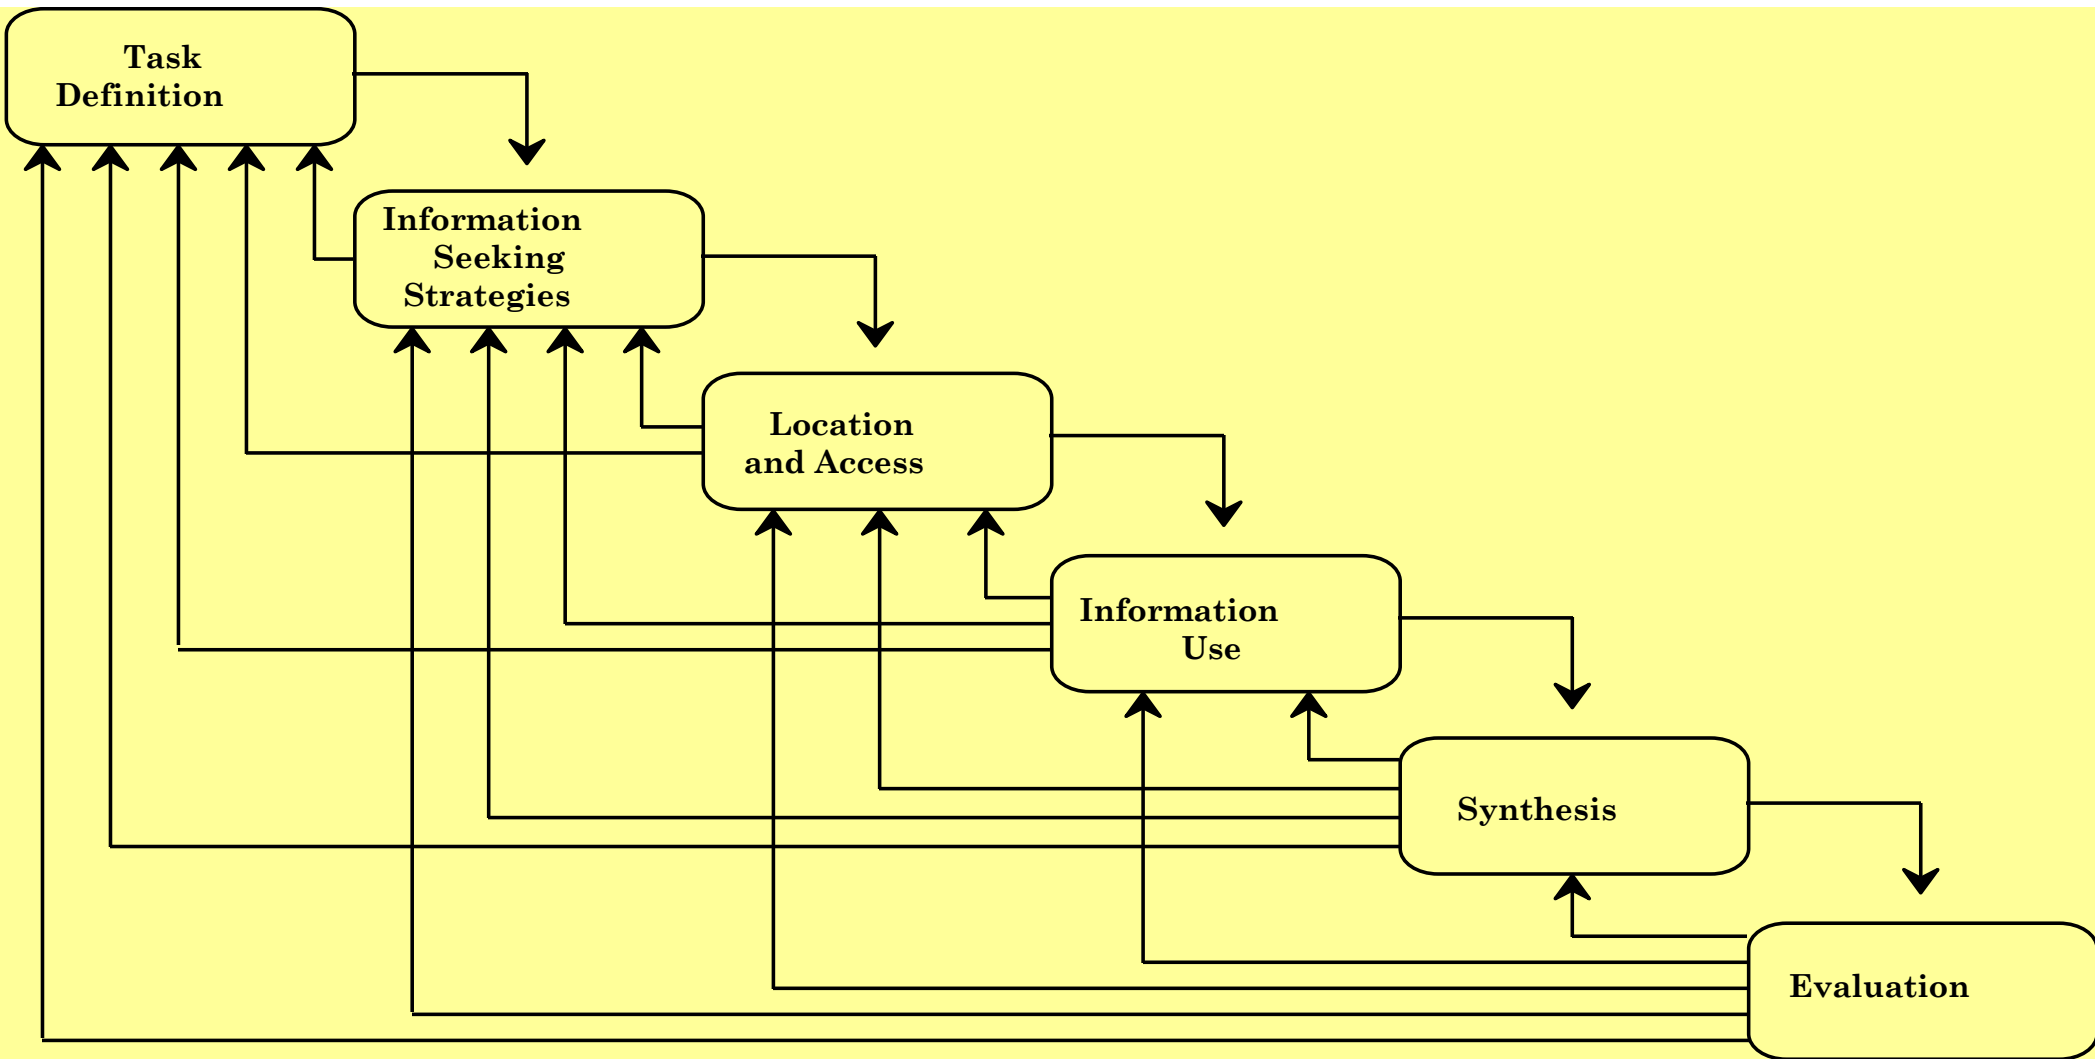 Task
Definition
Information
Seeking
Strategies
Location
and Access
Information
Use
Synthesis
Evaluation